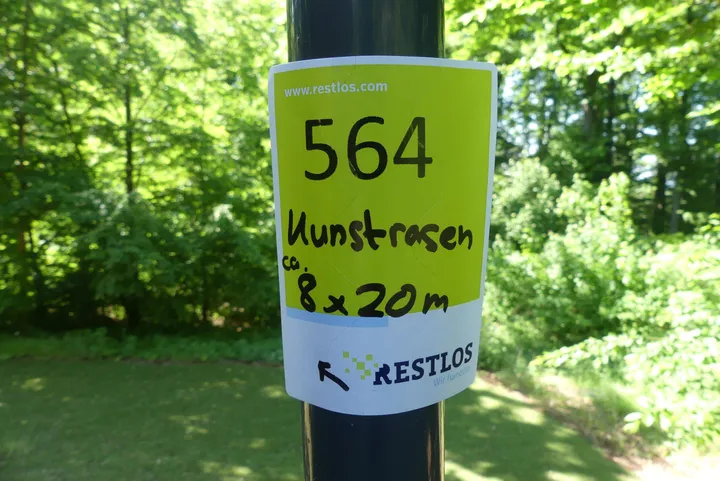 www.restlos.com
564
Kunstrasen
ca.
8 x 20 m
RESTLOS